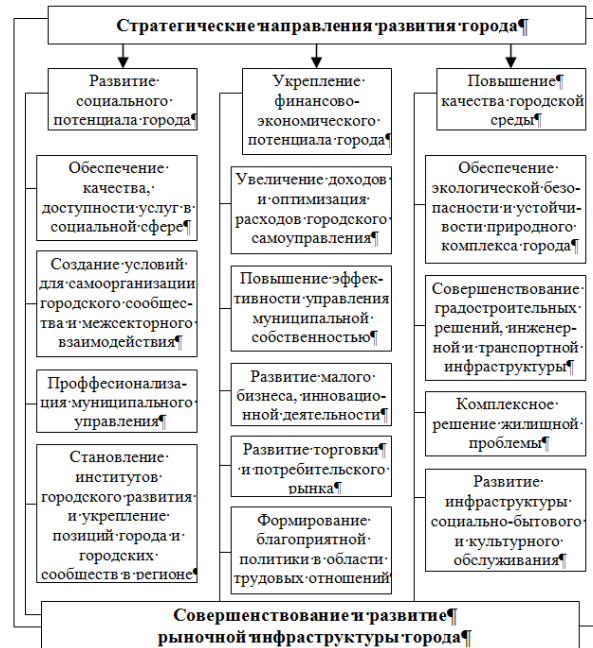 Стратегические направления развития города¶
Развитие
социального
потенциала города¶
Обеспечение
качества,
доступности услуг в
социальной сфере¶
Создание условий
для самоорганизации
городского сообщес-
тва и межсекторного
взаимодействия¶
Проффесионализа-
ция муниципального
управления¶
Становление
институтов
городского развития
и укрепление
позиций города и
городских
сообществ в регионе¶
Укрепление
финансово-
экономического
потенциала города¶
Увеличение доходов
и оптимизация
расходов городского
самоуправления¶
Повышение эффек-
тивности управления
муниципальной
собственностью¶
Развитие малого
бизнеса, инноваци-
онной деятельности¶
Развитие торговки
и потребительского
рынка¶
Формирование
благоприятной
политики в области
трудовых отношений¶
Повышение¶
качества городской
среды¶
Обеспечение
экологической безо-
пасности и устойчи-
вости природного
комплекса города¶
Совершенствование
градостроительных
решений, инженер-
ной и транспортной
инфраструктуры¶
Комплексное
решение жилищной
проблемы¶
Развитие
инфраструктуры
социально-бытового
и культурного
обслуживания¶
Совершенствование и развитие¶
рыночной инфраструктуры города¶